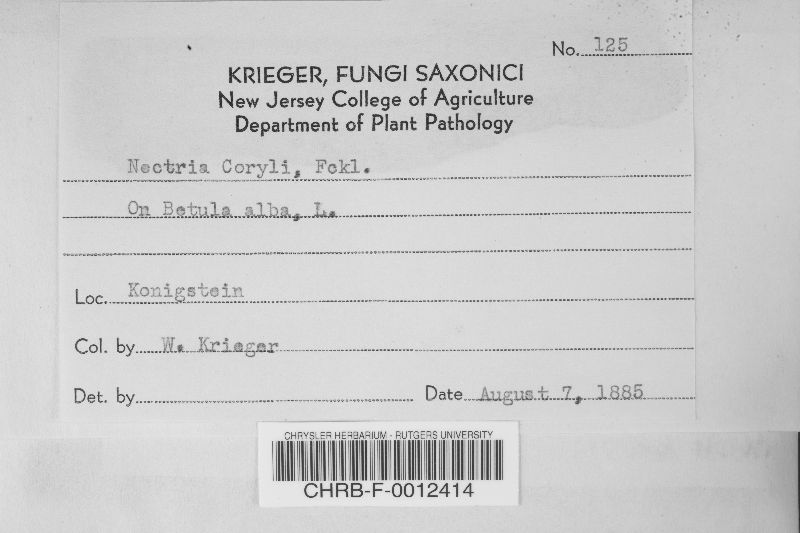 No. 125
KRIEGER, FUNGI SAXONICI
New Jersey College of Agriculture
Department of Plant Pathology
Nectria Coryli, Fckl.
On Betula alba, L.
Loc. Konigstein
Col. by W. Krieger
Det. by Date August 7, 1885
CHRYSLER HERBARIUM - RUTGERS UNIVERSITY
CHRB-F-0012414